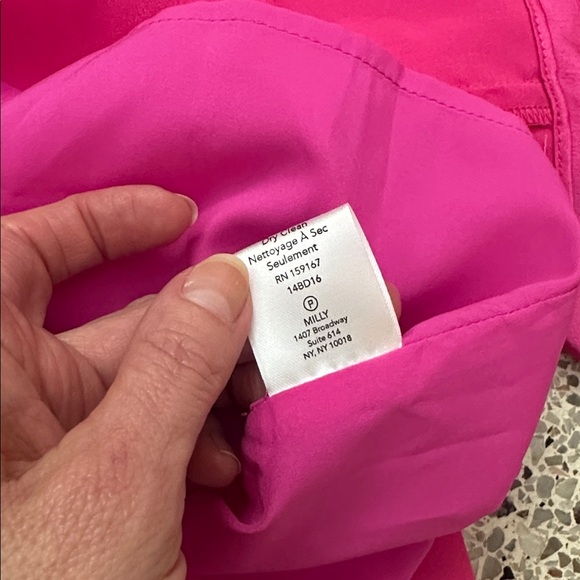 Dry Clean
Nettoyage À Sec
Seulement
RN 159167
14BD16
P
MILLY
1407 Broadway
Suite 614
NY, NY 10018